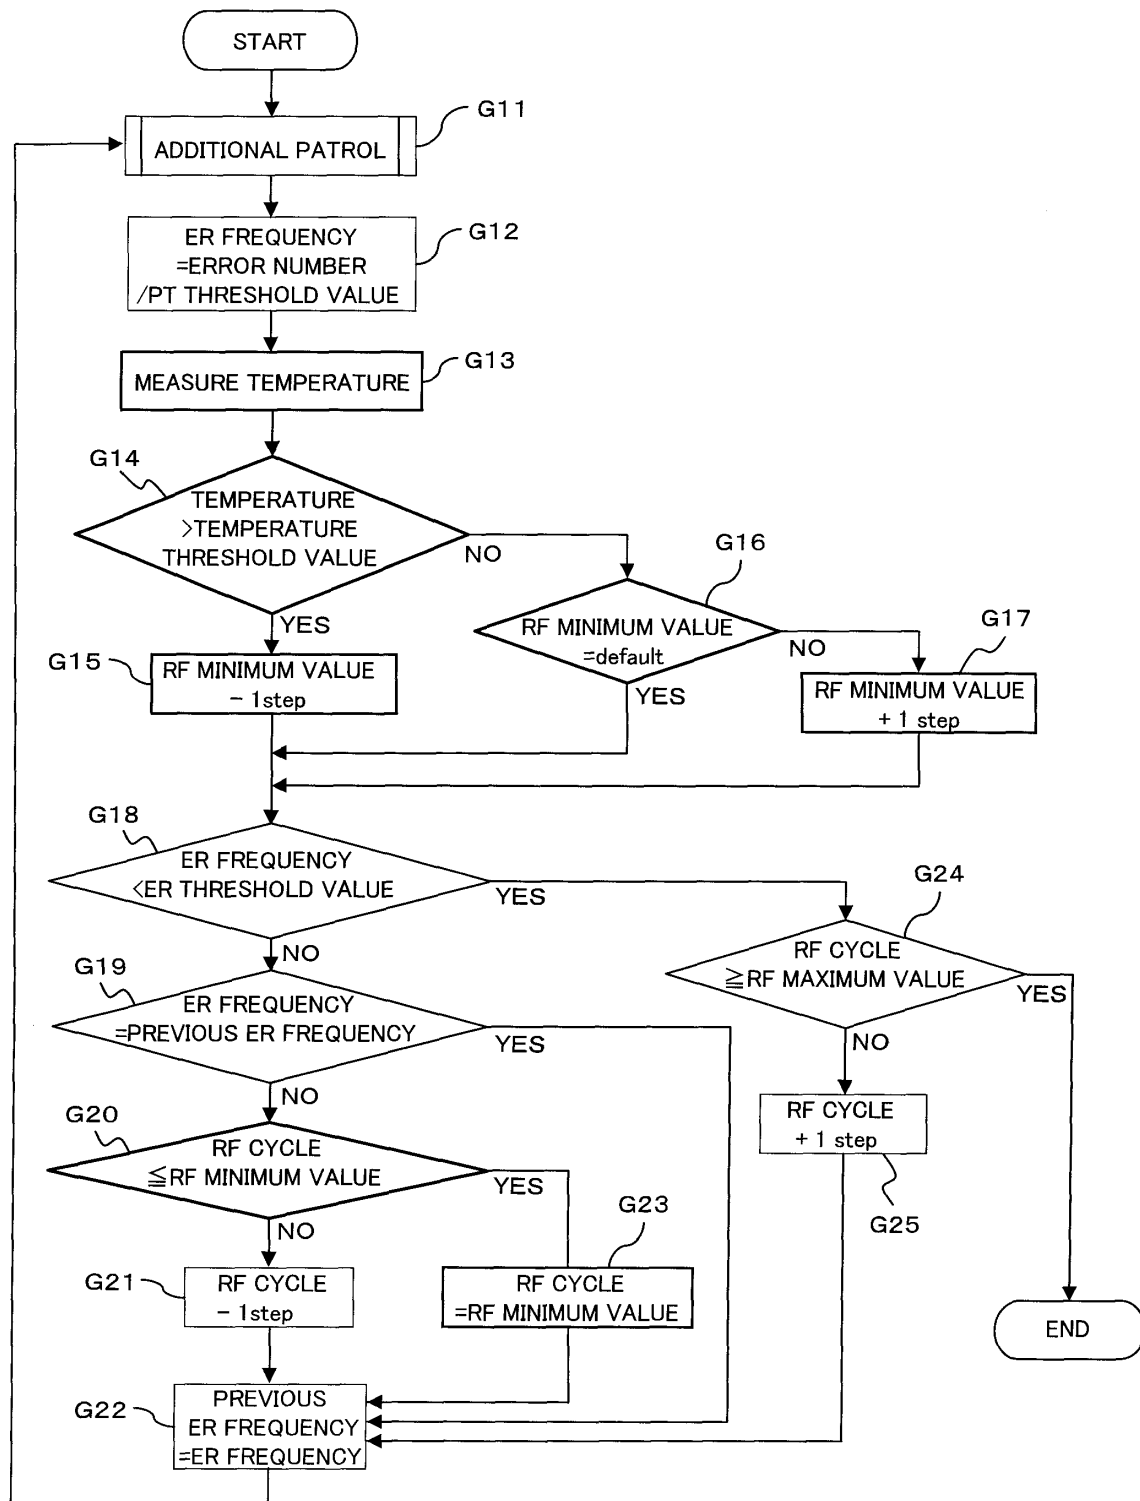 START
G11
ADDITIONAL PATROL
G12
ER FREQUENCY
=ERROR NUMBER
/PT THRESHOLD VALUE
G13
MEASURE TEMPERATURE
G14
TEMPERATURE
>TEMPERATURE
THRESHOLD VALUE
NO
YES
G16
RF MINIMUM VALUE
=default
NO
YES
G15
RF MINIMUM VALUE
- 1step
G17
RF MINIMUM VALUE
+ 1 step
G18
ER FREQUENCY
<ER THRESHOLD VALUE
YES
NO
G24
RF CYCLE
≧RF MAXIMUM VALUE
YES
NO
G19
ER FREQUENCY
=PREVIOUS ER FREQUENCY
YES
NO
G20
RF CYCLE
≦RF MINIMUM VALUE
YES
NO
RF CYCLE
+ 1 step
G25
G21
RF CYCLE
- 1step
G23
RF CYCLE
=RF MINIMUM VALUE
END
G22
PREVIOUS
ER FREQUENCY
=ER FREQUENCY